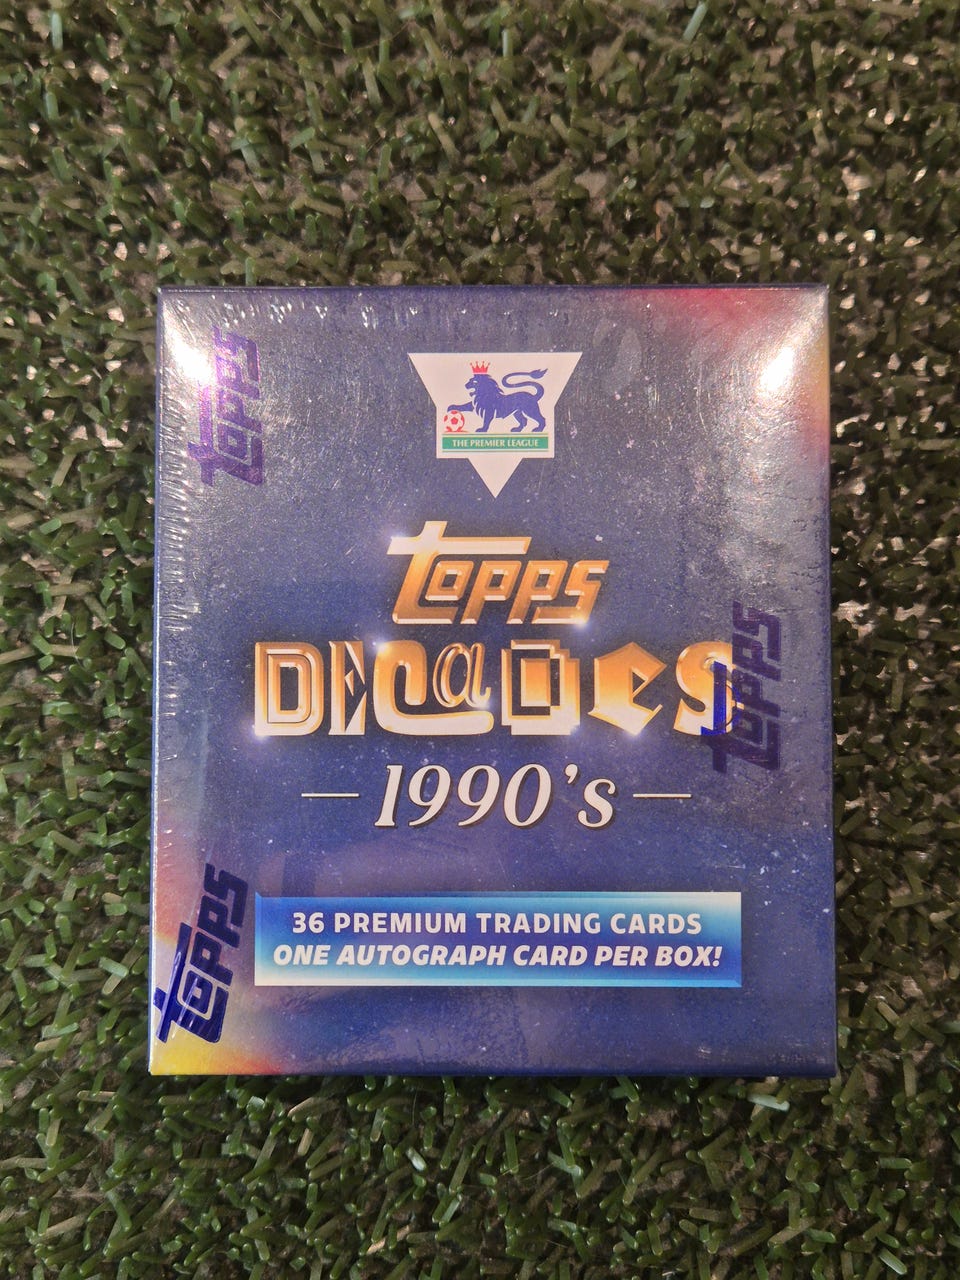 THE PREMIER LEAGUE
Topps
DECaDes
1990's
36 PREMIUM TRADING CARDS
ONE AUTOGRAPH CARD PER BOX!
Topps
Topps
Topps